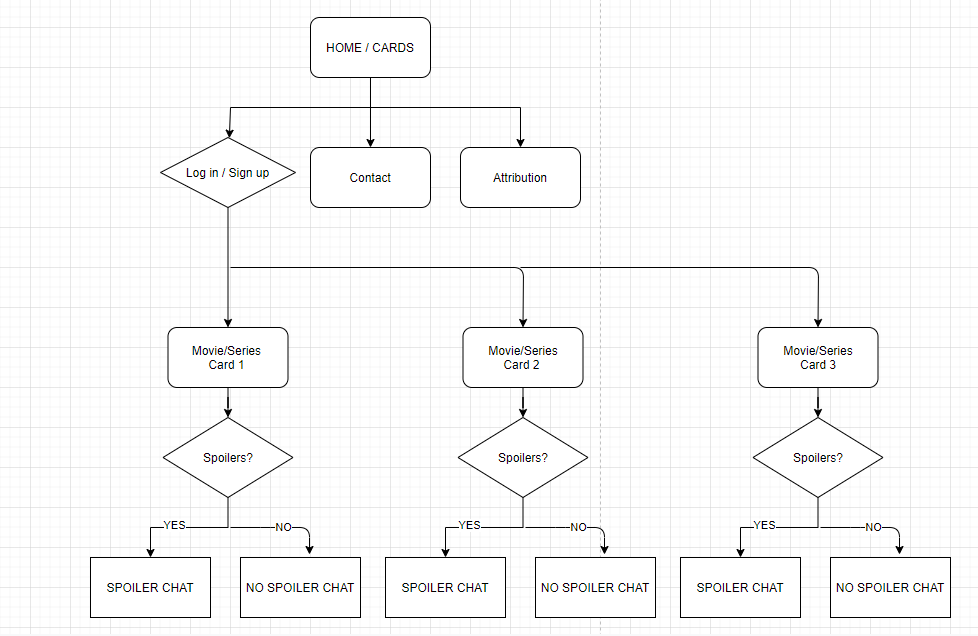 HOME / CARDS
Log in / Sign up
Contact
Attribution
Movie/Series
Card 1
Movie/Series
Card 2
Movie/Series
Card 3
Spoilers?
Spoilers?
Spoilers?
YES
NO
YES
NO
YES
NO
SPOILER CHAT
NO SPOILER CHAT
SPOILER CHAT
NO SPOILER CHAT
SPOILER CHAT
NO SPOILER CHAT